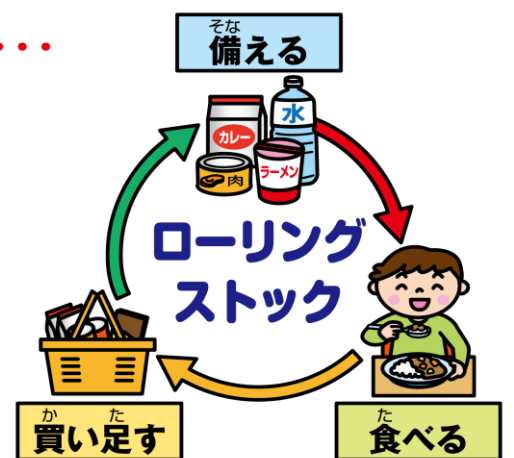 ・・・
そな
備える
水
カレー
肉
ラーメン
ローリング
ストック
か た
買い足す
た
食べる